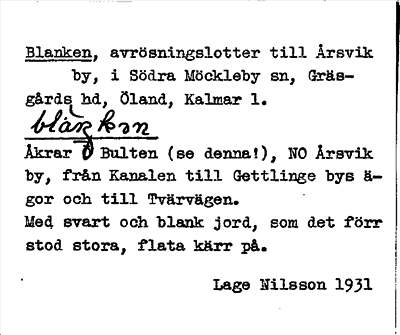 Blanken, avrösningslotter till Årsvik
by, i Södra Möckleby sn, Gräs-
gårds hd, Öland, Kalmar l.
Åkrar Ö Bulten (se denna!), NO Årsvik
by, från Kanalen till Gettlinge bys ä-
gor och till Tvärvägen.
Med svart och blank jord, som det förr
stod stora, flata kärr på.
Lage Nilsson 1931